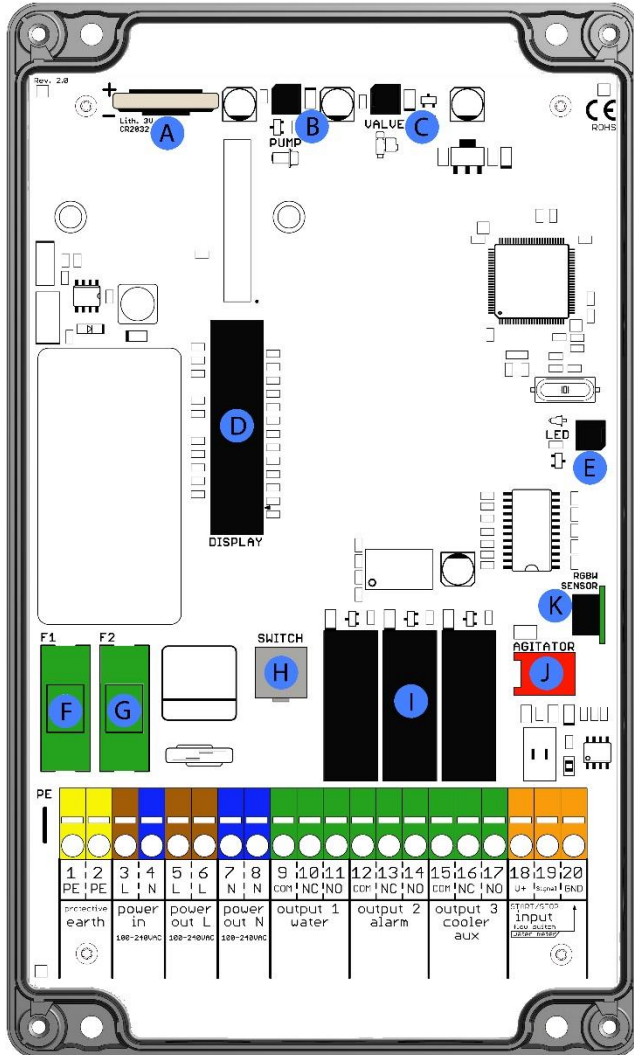 Rev. 2.0
+
-
Lith. 3V
CR2032
A
PUMP
B
VALVE
C
CE
ROHS
D
DISPLAY
LED
E
RGBW
SENSOR
K
F1
F2
SWITCH
AGITATOR
F
G
H
I
J
PE
1 2 3 4 5 6 7 8 9 10 11 12 13 14 15 16 17 18 19 20
PE PE L N L L N N COM NC NO COM NC NO COM NC NO V+ Signal GND
protective
earth
power
in
100-240VAC
power
out L
100-240VAC
power
out N
100-240VAC
output 1
water
output 2
alarm
output 3
cooler
aux
START/STOP
input
flow switch
water meter